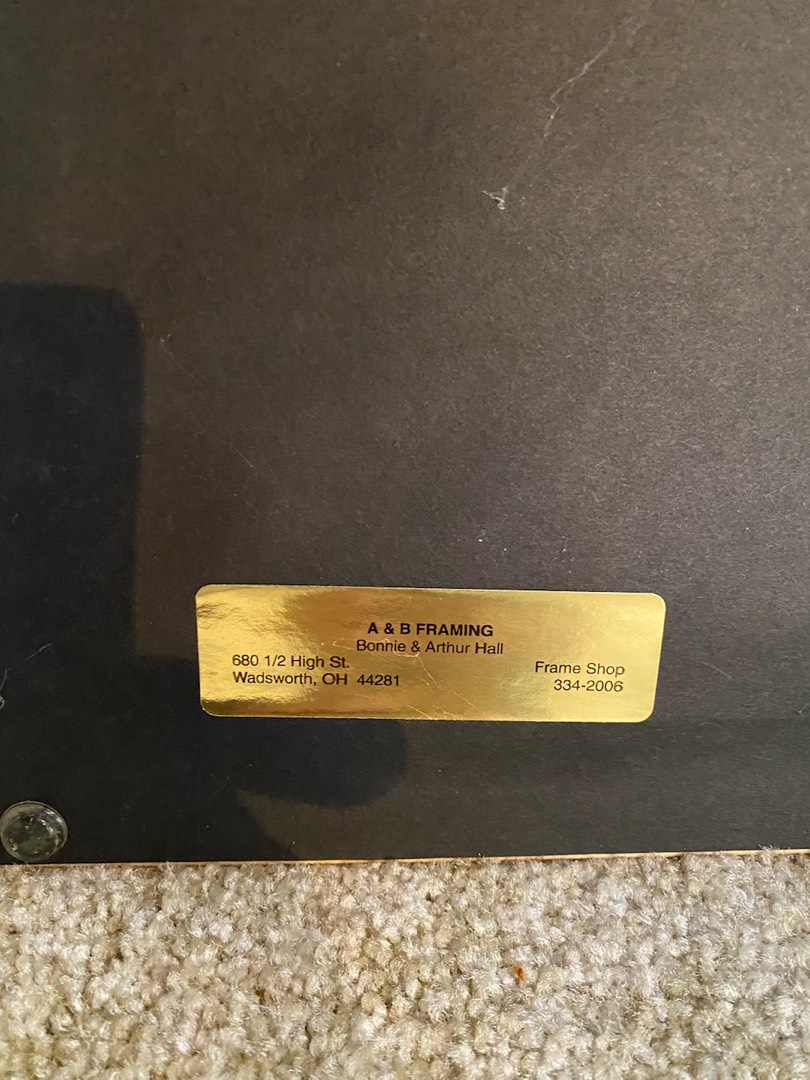 A & B FRAMING
Bonnie & Arthur Hall
680 1/2 High St.
Wadsworth, OH 44281
Frame Shop
334-2006